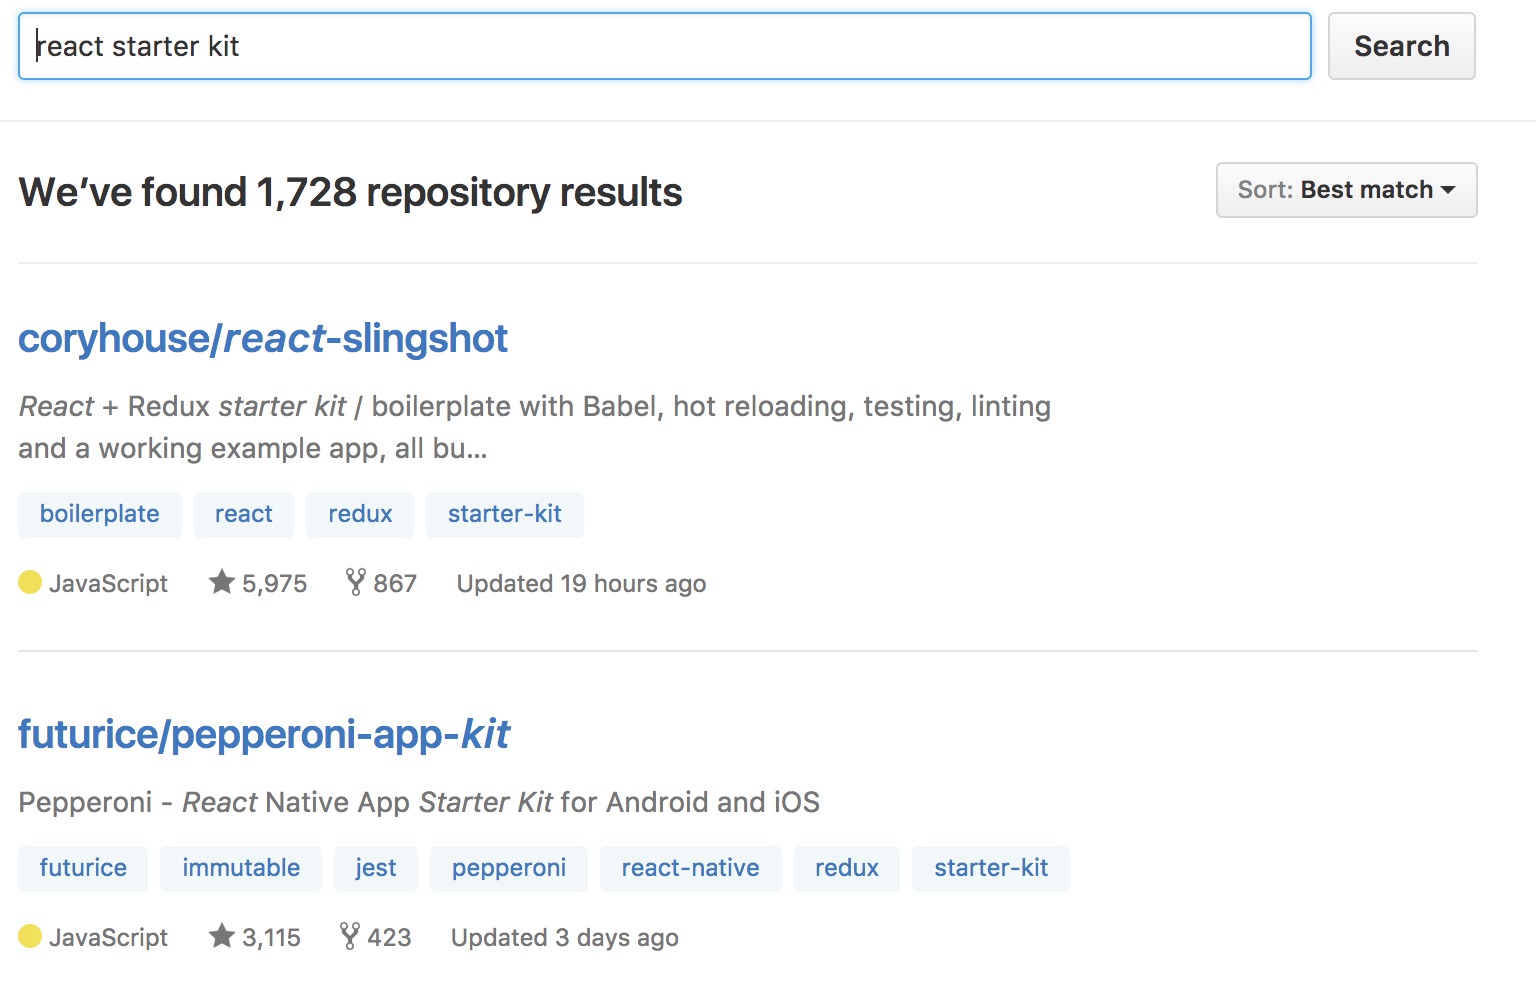 react starter kit
Search
We’ve found 1,728 repository results
Sort: Best match
coryhouse/react-slingshot
React + Redux starter kit / boilerplate with Babel, hot reloading, testing, linting
and a working example app, all bu...
boilerplate react redux starter-kit
JavaScript 5,975 867 Updated 19 hours ago
futurice/pepperoni-app-kit
Pepperoni - React Native App Starter Kit for Android and iOS
futurice immutable jest pepperoni react-native redux starter-kit
JavaScript 3,115 423 Updated 3 days ago